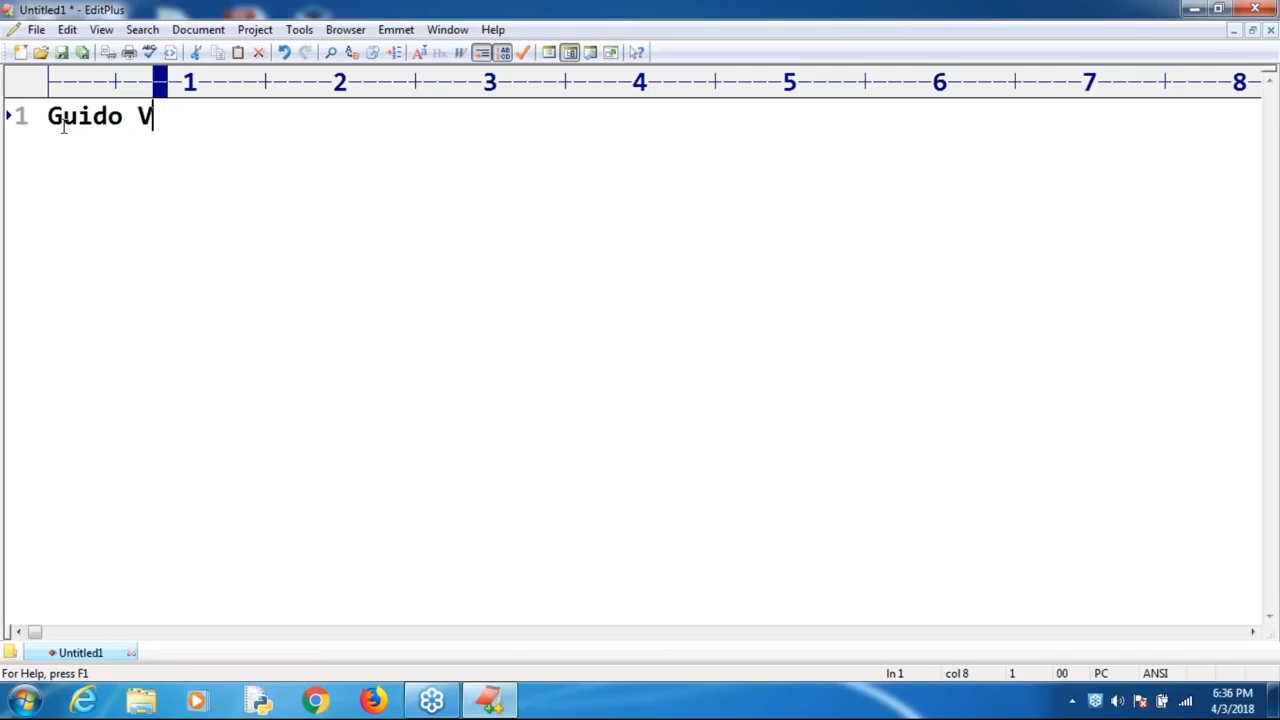 Untitled1 * - EditPlus
File Edit View Search Document Project Tools Browser Emmet Window Help
1 2 3 4 5 6 7 8
1 Guido V
Untitled1
For Help, press F1 ln 1 col 8 1 00 PC ANSI
6:36 PM
4/3/2018